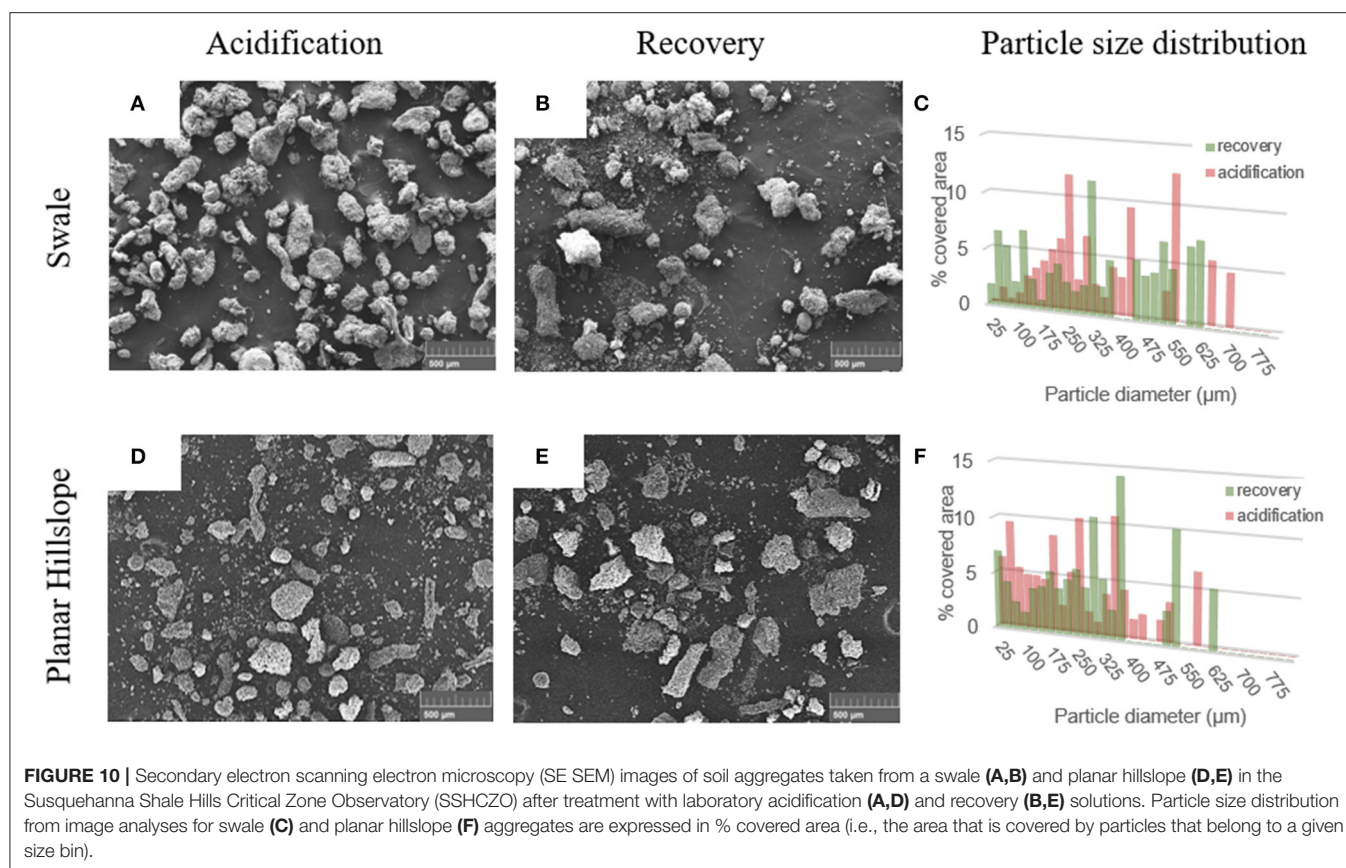 Acidification
Recovery
Particle size distribution
Swale
A
500 µm
B
500 µm
C
15
10
5
0
% covered area
recovery
acidification
25
100
175
250
325
400
475
550
625
700
775
Particle diameter (µm)
Planar Hillslope
D
500 µm
E
500 µm
F
15
10
5
0
% covered area
recovery
acidification
25
100
175
250
325
400
475
550
625
700
775
Particle diameter (µm)
FIGURE 10 | Secondary electron scanning electron microscopy (SE SEM) images of soil aggregates taken from a swale (A,B) and planar hillslope (D,E) in the
Susquehanna Shale Hills Critical Zone Observatory (SSHCZO) after treatment with laboratory acidification (A,D) and recovery (B,E) solutions. Particle size distribution
from image analyses for swale (C) and planar hillslope (F) aggregates are expressed in % covered area (i.e., the area that is covered by particles that belong to a given
size bin).